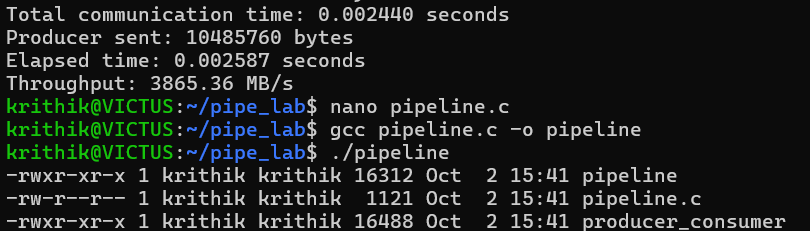 Total communication time: 0.002440 seconds
Producer sent: 10485760 bytes
Elapsed time: 0.002587 seconds
Throughput: 3865.36 MB/s
krithik@VICTUS:~/pipe_lab$ nano pipeline.c
krithik@VICTUS:~/pipe_lab$ gcc pipeline.c -o pipeline
krithik@VICTUS:~/pipe_lab$ ./pipeline
-rwxr-xr-x 1 krithik krithik 16312 Oct  2 15:41 pipeline
-rw-r--r-- 1 krithik krithik  1121 Oct  2 15:41 pipeline.c
-rwxr-xr-x 1 krithik krithik 16488 Oct  2 15:41 producer_consumer